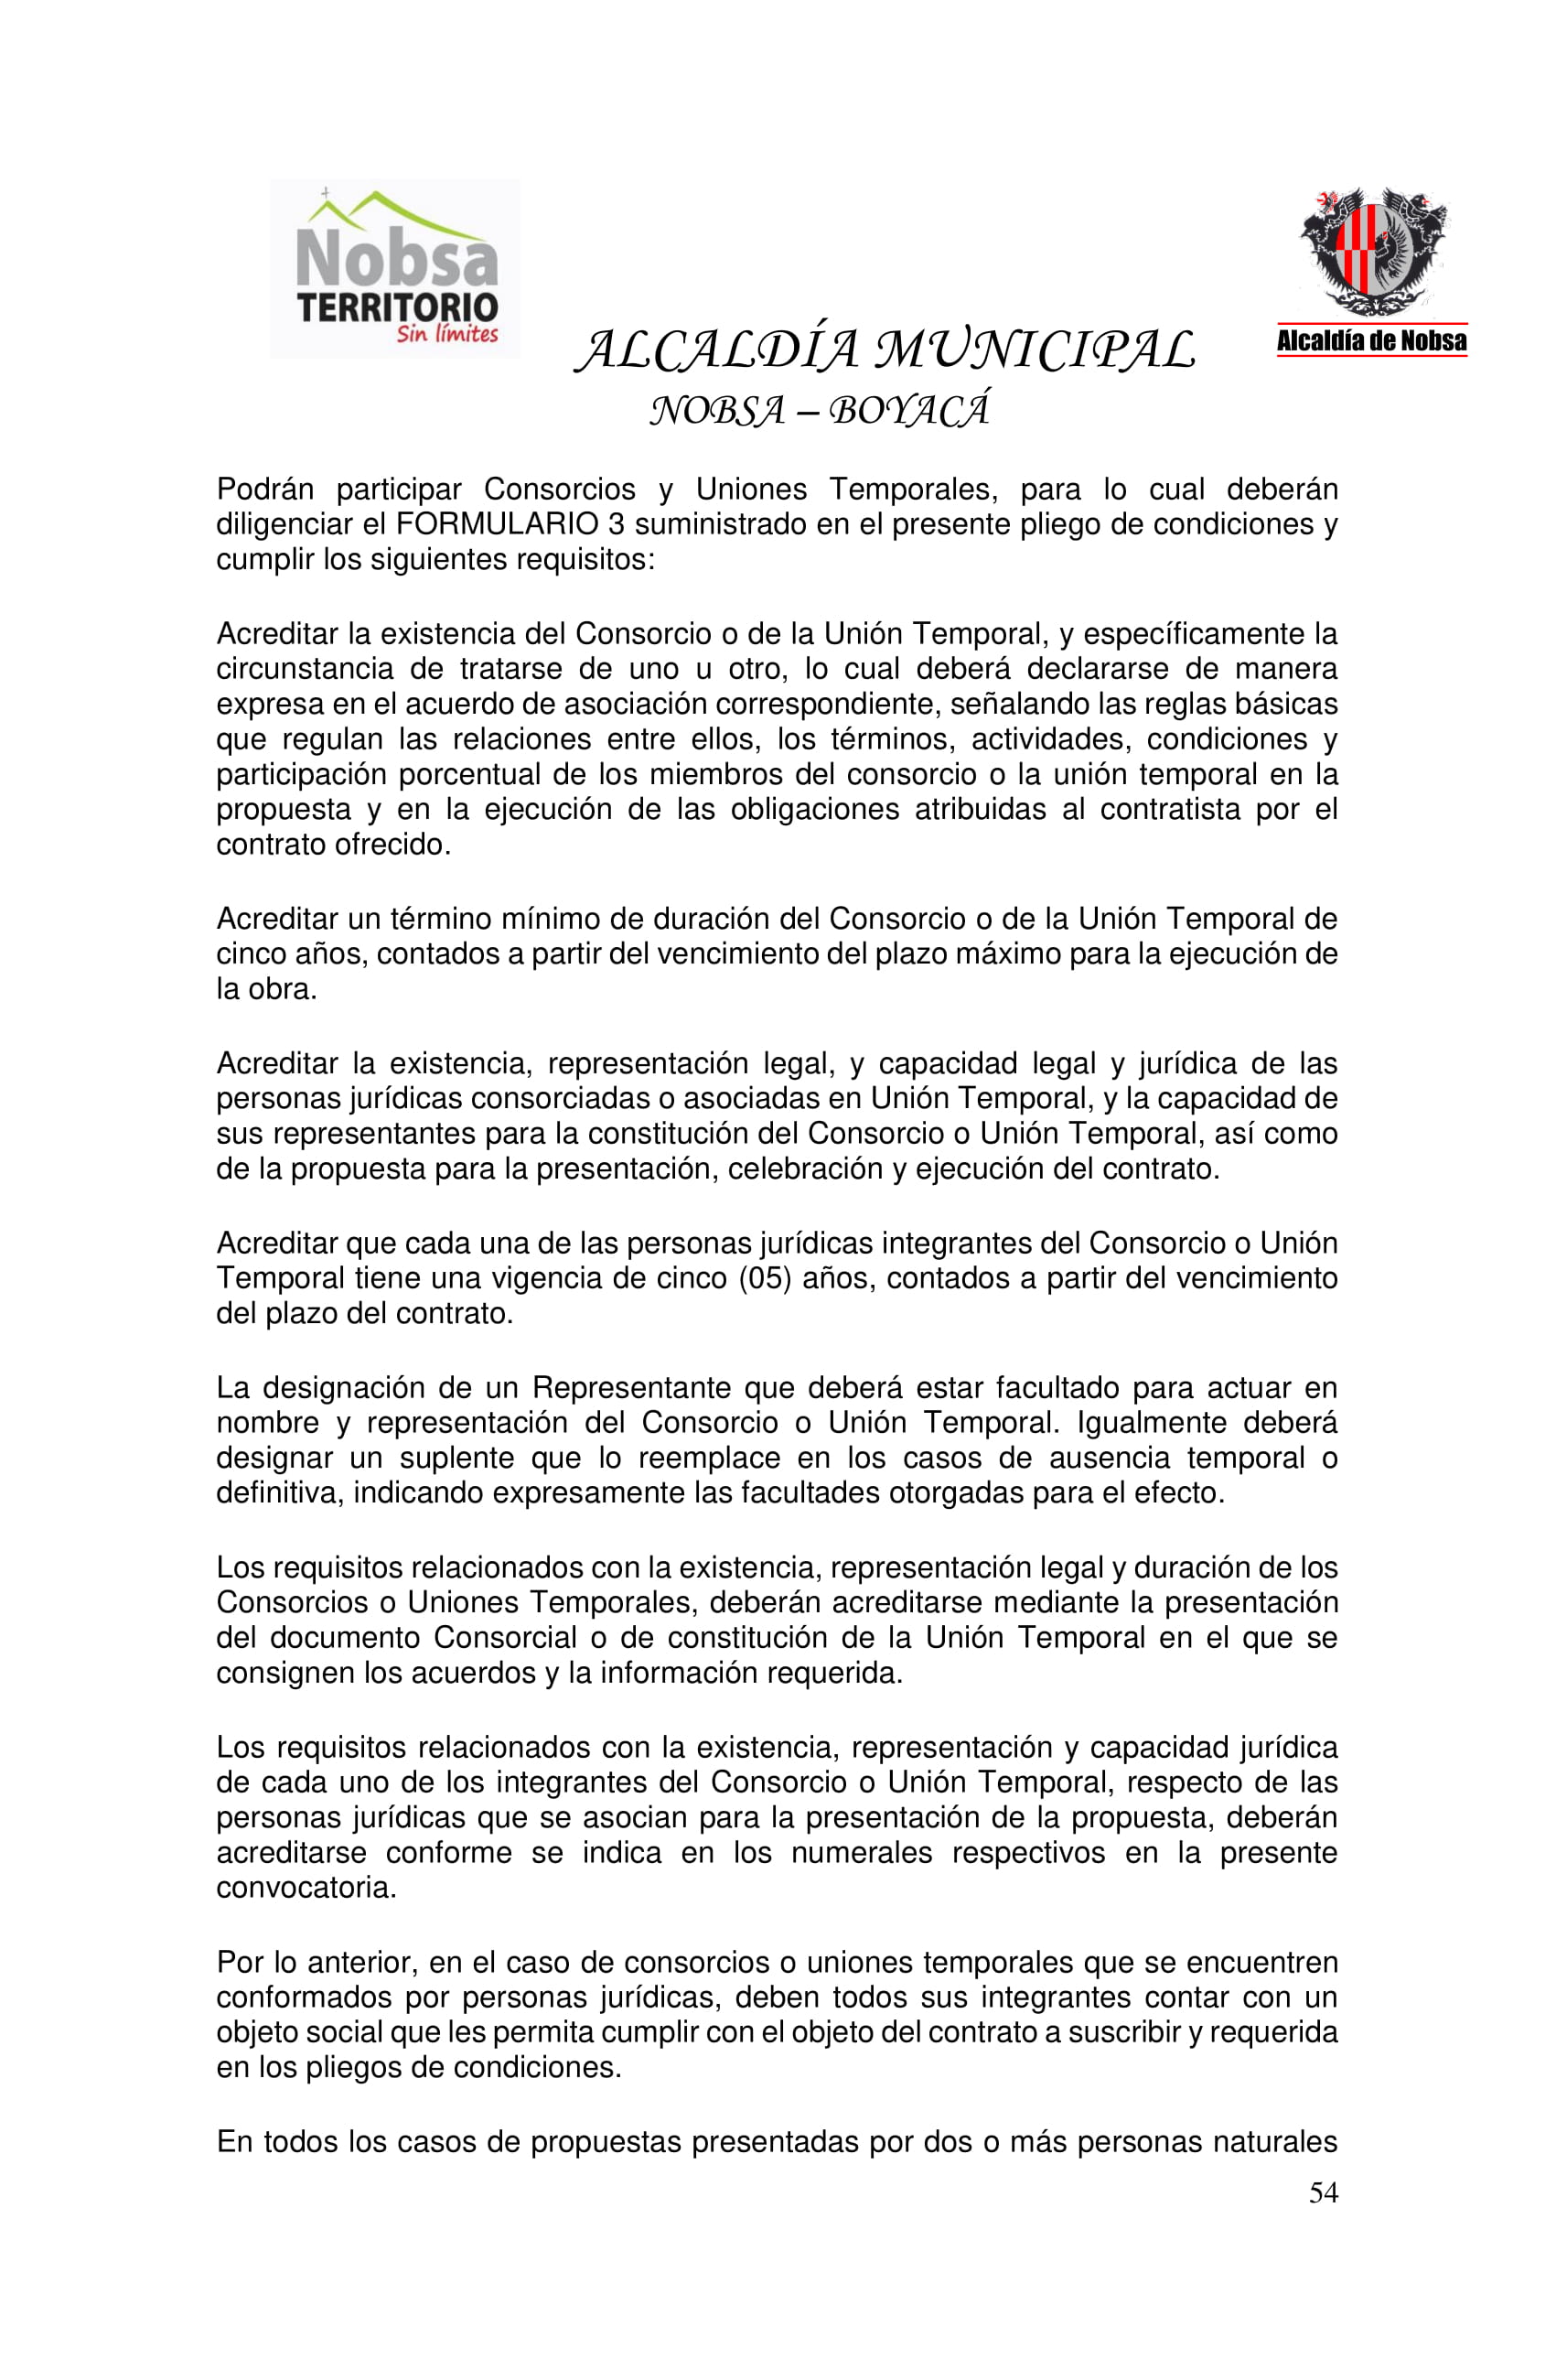 Nobsa
TERRITORIO
Sin límites
Alcaldía de Nobsa
ALCALDÍA MUNICIPAL
NOBSA – BOYACÁ
Podrán participar Consorcios y Uniones Temporales, para lo cual deberán
diligenciar el FORMULARIO 3 suministrado en el presente pliego de condiciones y
cumplir los siguientes requisitos:
Acreditar la existencia del Consorcio o de la Unión Temporal, y específicamente la
circunstancia de tratarse de uno u otro, lo cual deberá declararse de manera
expresa en el acuerdo de asociación correspondiente, señalando las reglas básicas
que regulan las relaciones entre ellos, los términos, actividades, condiciones y
participación porcentual de los miembros del consorcio o la unión temporal en la
propuesta y en la ejecución de las obligaciones atribuidas al contratista por el
contrato ofrecido.
Acreditar un término mínimo de duración del Consorcio o de la Unión Temporal de
cinco años, contados a partir del vencimiento del plazo máximo para la ejecución de
la obra.
Acreditar la existencia, representación legal, y capacidad legal y jurídica de las
personas jurídicas consorciadas o asociadas en Unión Temporal, y la capacidad de
sus representantes para la constitución del Consorcio o Unión Temporal, así como
de la propuesta para la presentación, celebración y ejecución del contrato.
Acreditar que cada una de las personas jurídicas integrantes del Consorcio o Unión
Temporal tiene una vigencia de cinco (05) años, contados a partir del vencimiento
del plazo del contrato.
La designación de un Representante que deberá estar facultado para actuar en
nombre y representación del Consorcio o Unión Temporal. Igualmente deberá
designar un suplente que lo reemplace en los casos de ausencia temporal o
definitiva, indicando expresamente las facultades otorgadas para el efecto.
Los requisitos relacionados con la existencia, representación legal y duración de los
Consorcios o Uniones Temporales, deberán acreditarse mediante la presentación
del documento Consorcial o de constitución de la Unión Temporal en el que se
consignen los acuerdos y la información requerida.
Los requisitos relacionados con la existencia, representación y capacidad jurídica
de cada uno de los integrantes del Consorcio o Unión Temporal, respecto de las
personas jurídicas que se asocian para la presentación de la propuesta, deberán
acreditarse conforme se indica en los numerales respectivos en la presente
convocatoria.
Por lo anterior, en el caso de consorcios o uniones temporales que se encuentren
conformados por personas jurídicas, deben todos sus integrantes contar con un
objeto social que les permita cumplir con el objeto del contrato a suscribir y requerida
en los pliegos de condiciones.
En todos los casos de propuestas presentadas por dos o más personas naturales
54